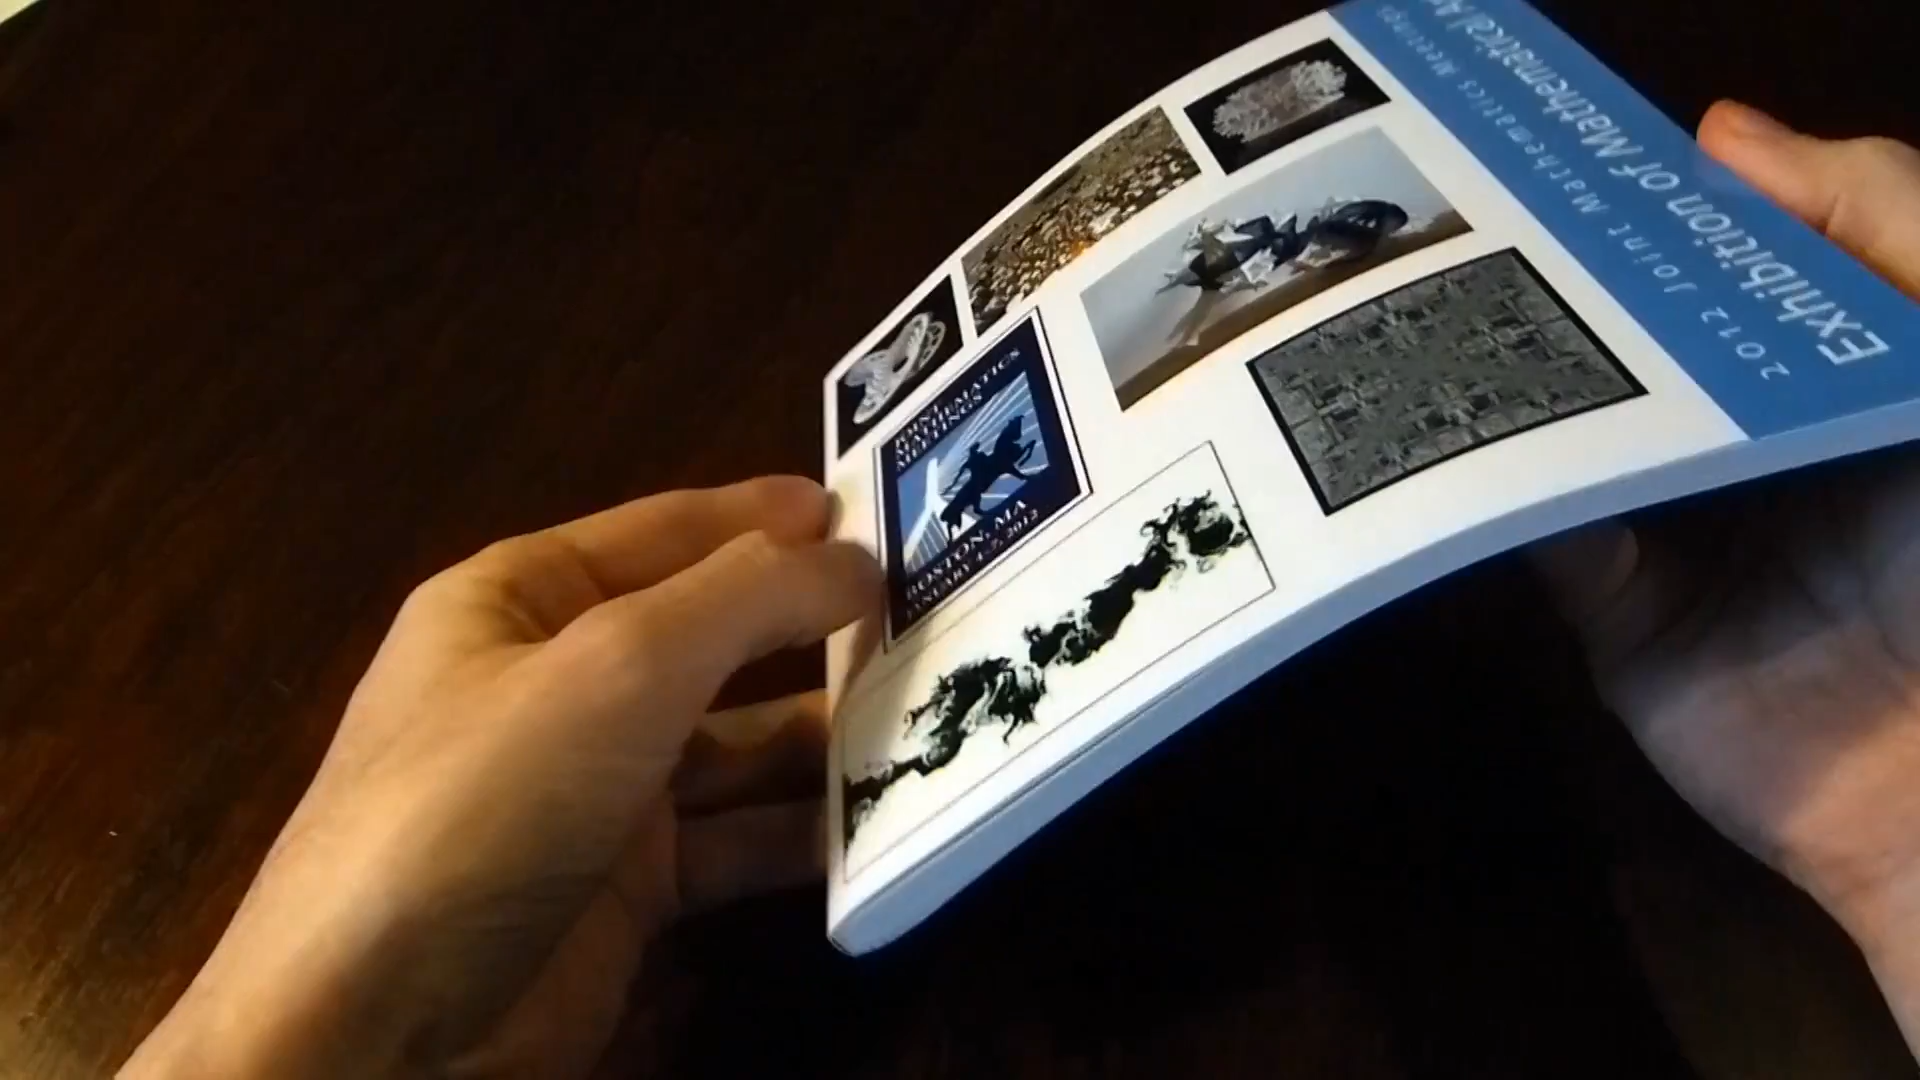 2012 Joint Mathematics Meetings
Exhibition of Mathematical
JOINT
MATHEMATICS
MEETINGS
BOSTON, MA
JANUARY 4-7, 2012